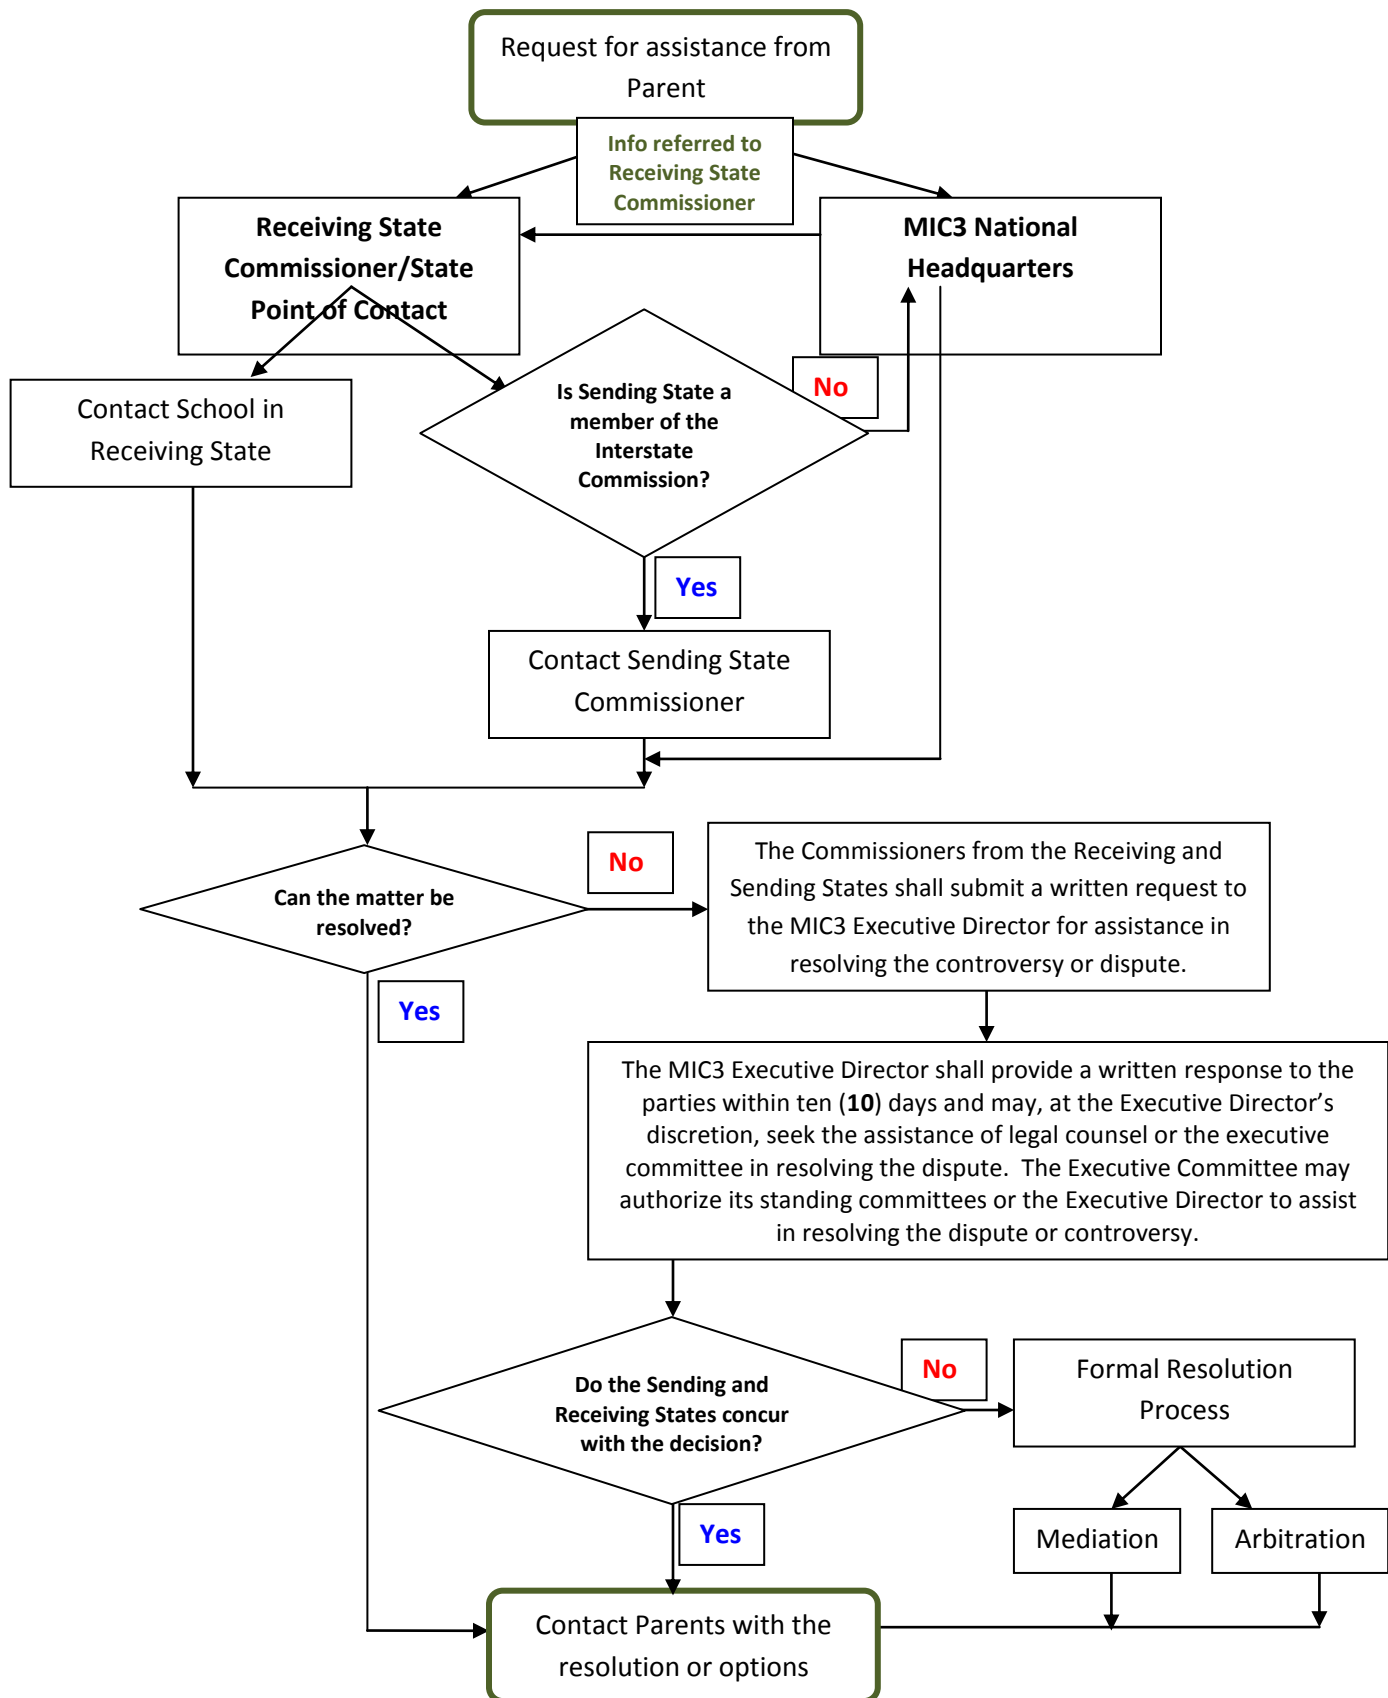 Request for assistance from
Parent
Info referred to
Receiving State
Commissioner
Receiving State
Commissioner/State
Point of Contact
MIC3 National
Headquarters
Contact School in
Receiving State
Is Sending State a
member of the
Interstate
Commission?
No
Yes
Contact Sending State
Commissioner
Can the matter be
resolved?
No
The Commissioners from the Receiving and
Sending States shall submit a written request to
the MIC3 Executive Director for assistance in
resolving the controversy or dispute.
Yes
The MIC3 Executive Director shall provide a written response to the
parties within ten (10) days and may, at the Executive Director’s
discretion, seek the assistance of legal counsel or the executive
committee in resolving the dispute.  The Executive Committee may
authorize its standing committees or the Executive Director to assist
in resolving the dispute or controversy.
Do the Sending and
Receiving States concur
with the decision?
No
Formal Resolution
Process
Yes
Mediation
Arbitration
Contact Parents with the
resolution or options